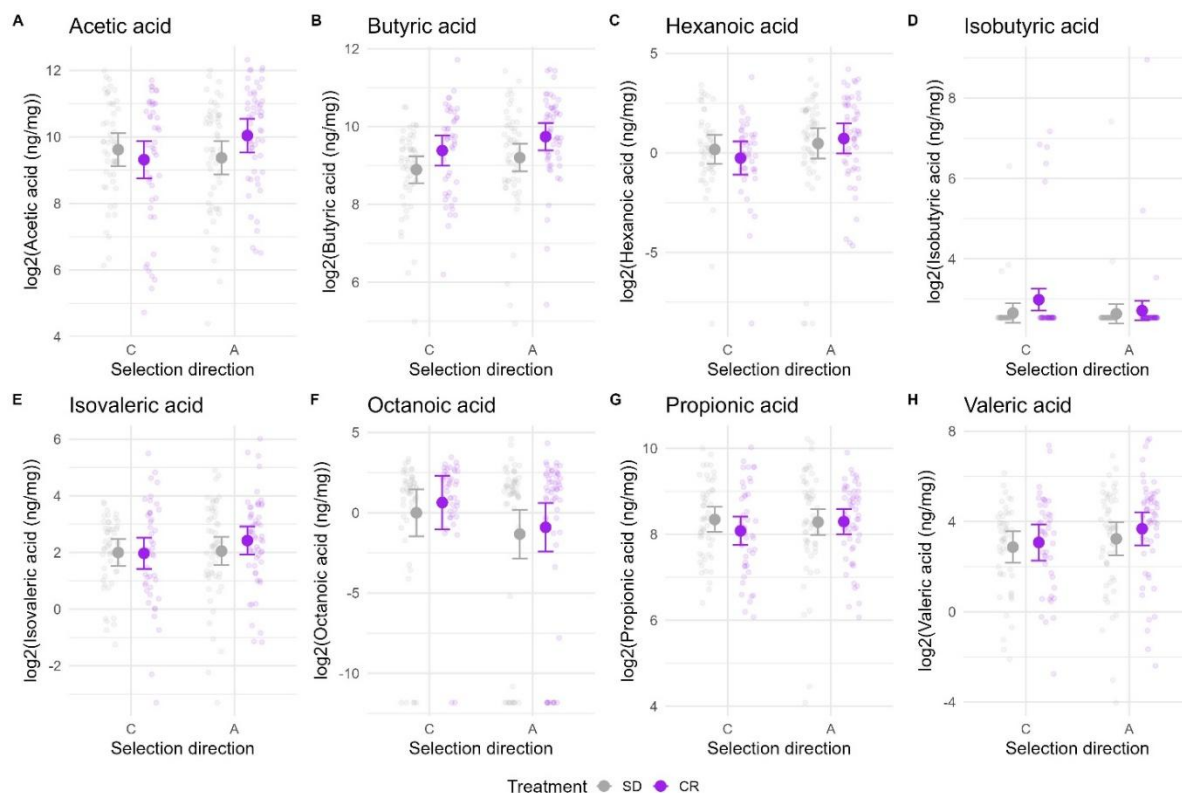 A Acetic acid
log2(Acetic acid (ng/mg))
12
10
8
6
4
C A
Selection direction
B Butyric acid
log2(Butyric acid (ng/mg))
12
10
8
6
C A
Selection direction
C Hexanoic acid
log2(Hexanoic acid (ng/mg))
5
0
-5
C A
Selection direction
D Isobutyric acid
log2(Isobutyric acid (ng/mg))
8
6
4
C A
Selection direction
E Isovaleric acid
log2(Isovaleric acid (ng/mg))
6
4
2
0
-2
C A
Selection direction
F Octanoic acid
log2(Octanoic acid (ng/mg))
5
0
-5
-10
C A
Selection direction
G Propionic acid
log2(Propionic acid (ng/mg))
10
8
6
4
C A
Selection direction
H Valeric acid
log2(Valeric acid (ng/mg))
8
4
0
-4
C A
Selection direction
Treatment SD CR